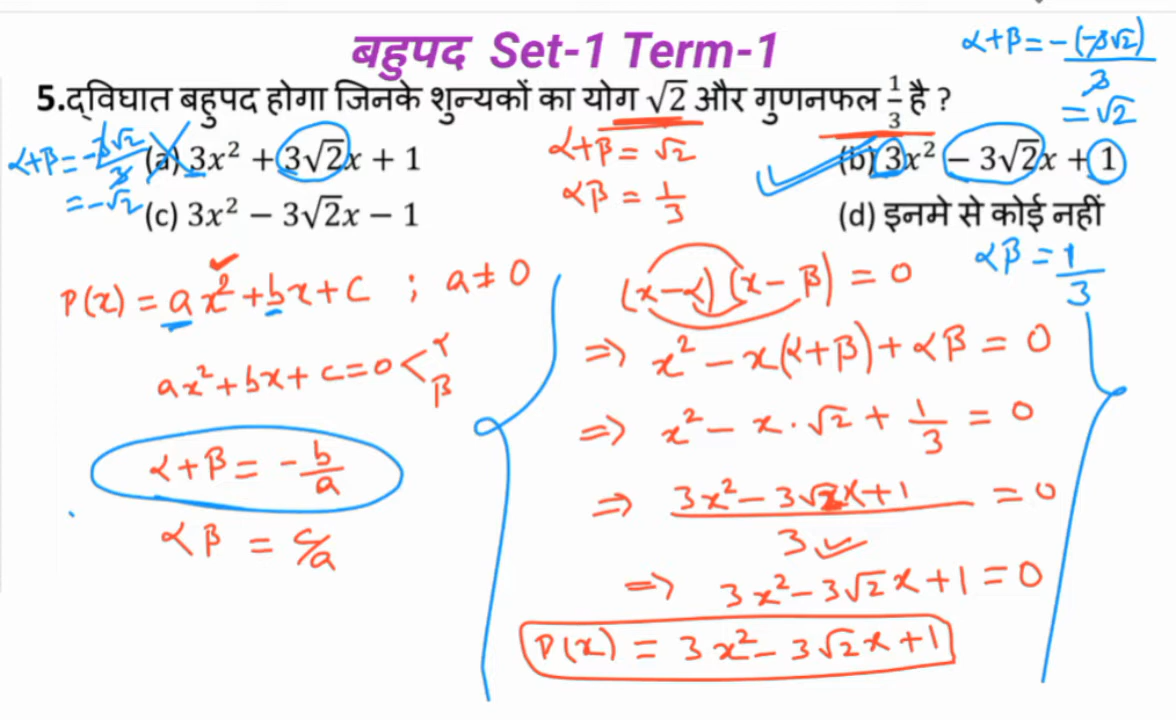 बहुपद Set-1 Term-1
5.द्विघात बहुपद होगा जिनके शुन्यकों का योग √2 और गुणनफल 1/3 है ?
α+β = -(-3√2)/3
= √2
(a) 3x² + 3√2x + 1
(b) 3x² − 3√2x + 1
α+β = -3√2/3
= -√2
α+β = √2
αβ = 1/3
(c) 3x² − 3√2x − 1
(d) इनमे से कोई नहीं
αβ = 1/3
P(x) = ax²+bx+c ; a≠0
ax²+bx+c=0
β
α+β = -b/a
αβ = c/a
(x-α)(x-β) = 0
⇒ x² - x(α+β) + αβ = 0
⇒ x² - x·√2 + 1/3 = 0
⇒ 3x² - 3√2x+1/3 = 0
⇒ 3x² - 3√2x+1 = 0
P(x) = 3x² - 3√2x+1